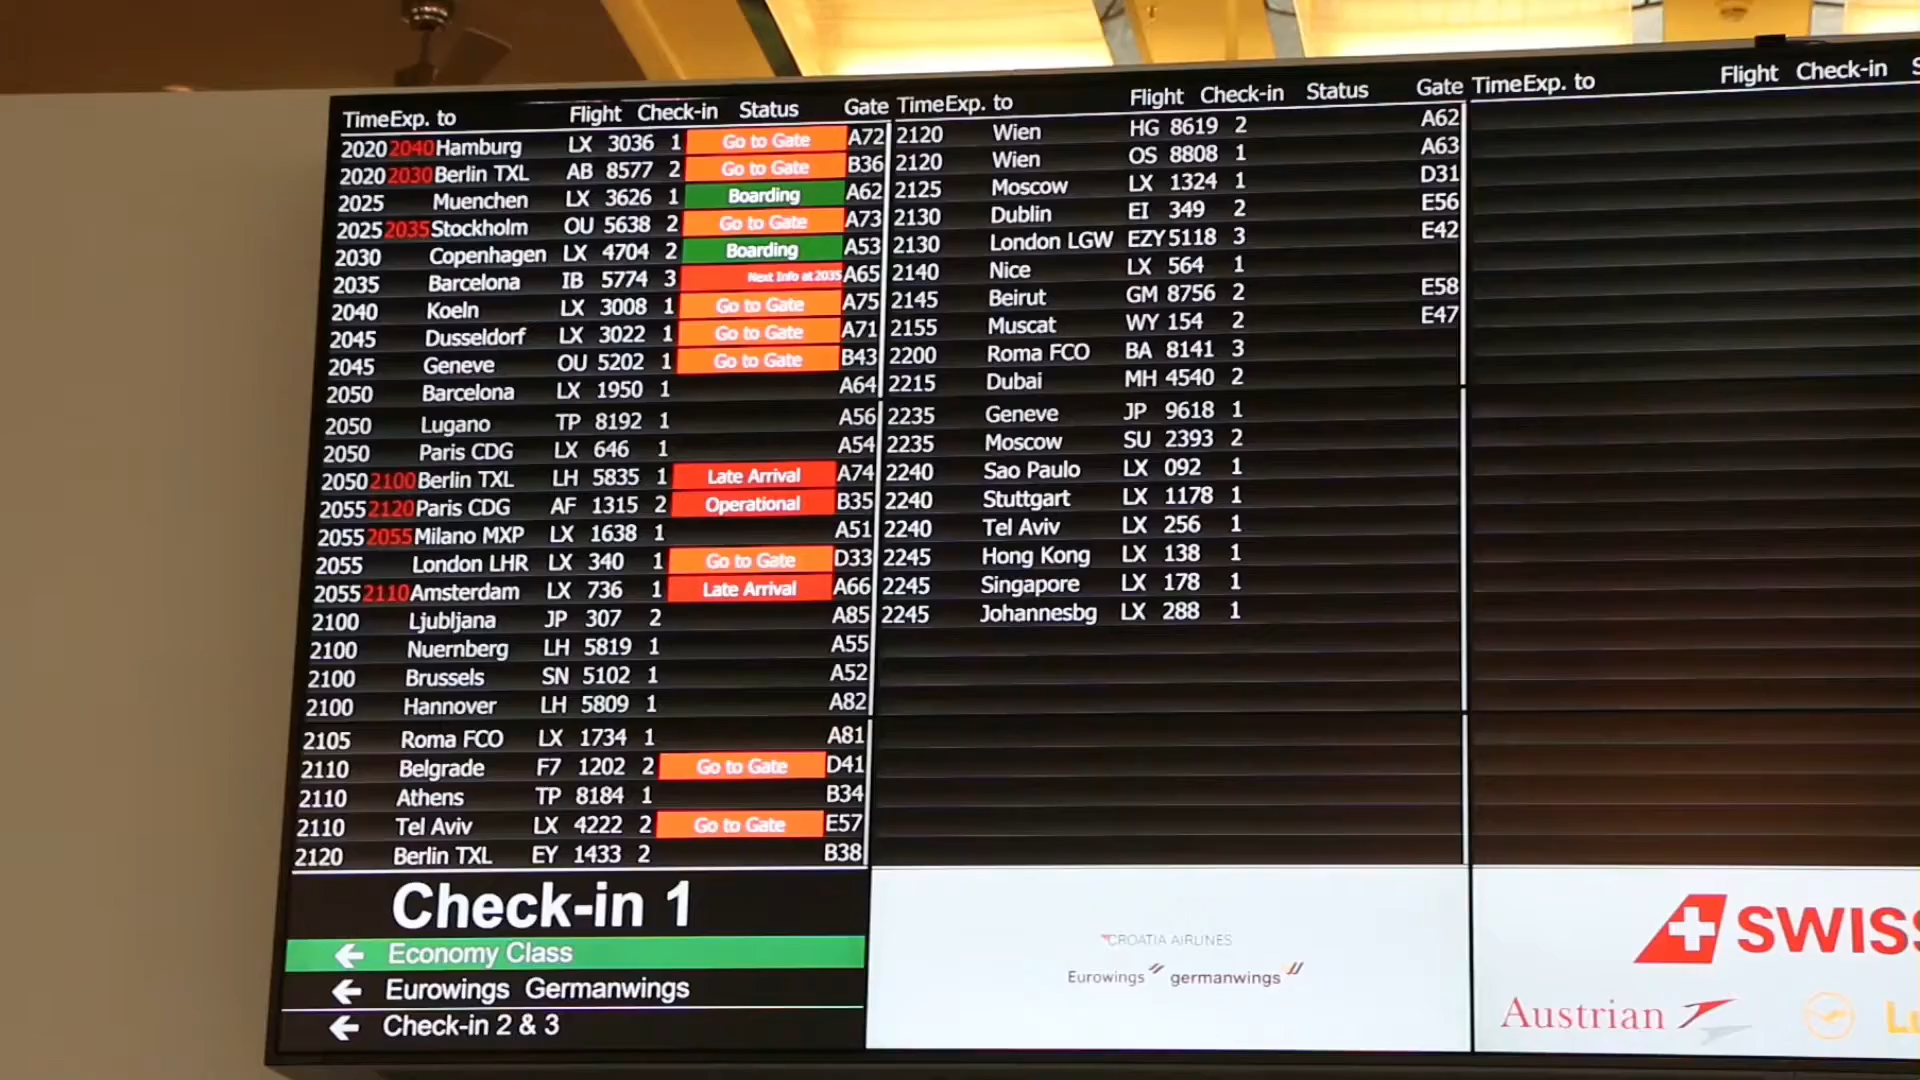 Time Exp. to Flight Check-in Status Gate
2020 2040 Hamburg LX 3036 1 Go to Gate A72
2020 2030 Berlin TXL AB 8577 2 Go to Gate B36
2025 Muenchen LX 3626 1 Boarding A62
2025 2035 Stockholm OU 5638 2 Go to Gate A73
2030 Copenhagen LX 4704 2 Boarding A53
2035 Barcelona IB 5774 3 Next Info at 2035 A65
2040 Koeln LX 3008 1 Go to Gate A75
2045 Dusseldorf LX 3022 1 Go to Gate A71
2045 Geneve OU 5202 1 Go to Gate B43
2050 Barcelona LX 1950 1 A64
2050 Lugano TP 8192 1 A56
2050 Paris CDG LX 646 1 A54
2050 2100 Berlin TXL LH 5835 1 Late Arrival A74
2055 2120 Paris CDG AF 1315 2 Operational B35
2055 2055 Milano MXP LX 1638 1 A51
2055 London LHR LX 340 1 Go to Gate D33
2055 2110 Amsterdam LX 736 1 Late Arrival A66
2100 Ljubljana JP 307 2 A85
2100 Nuernberg LH 5819 1 A55
2100 Brussels SN 5102 1 A52
2100 Hannover LH 5809 1 A82
2105 Roma FCO LX 1734 1 A81
2110 Belgrade F7 1202 2 Go to Gate D41
2110 Athens TP 8184 1 B34
2110 Tel Aviv LX 4222 2 Go to Gate E57
2120 Berlin TXL EY 1433 2 B38
Check-in 1
← Economy Class
← Eurowings Germanwings
← Check-in 2 & 3
Time Exp. to Flight Check-in Status Gate
2120 Wien HG 8619 2 A62
2120 Wien OS 8808 1 A63
2125 Moscow LX 1324 1 D31
2130 Dublin EI 349 2 E56
2130 London LGW EZY 5118 3 E42
2140 Nice LX 564 1
2145 Beirut GM 8756 2 E58
2155 Muscat WY 154 2 E47
2200 Roma FCO BA 8141 3
2215 Dubai MH 4540 2
2235 Geneve JP 9618 1
2235 Moscow SU 2393 2
2240 Sao Paulo LX 092 1
2240 Stuttgart LX 1178 1
2240 Tel Aviv LX 256 1
2245 Hong Kong LX 138 1
2245 Singapore LX 178 1
2245 Johannesbg LX 288 1
CROATIA AIRLINES
Eurowings germanwings
Time Exp. to Flight Check-in S
SWISS
Austrian Lu